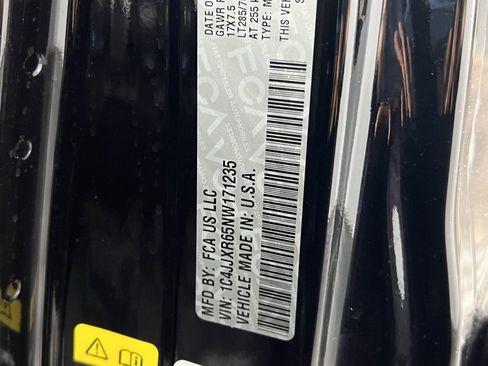 DATE O
GAWR R
17X7.5
LT285/70
AT 255 k
TYPE: M
THIS VE
S
MFD BY: FCA US LLC
VIN: 1C4JJXR65NW171235
VEHICLE MADE IN: U.S.A.